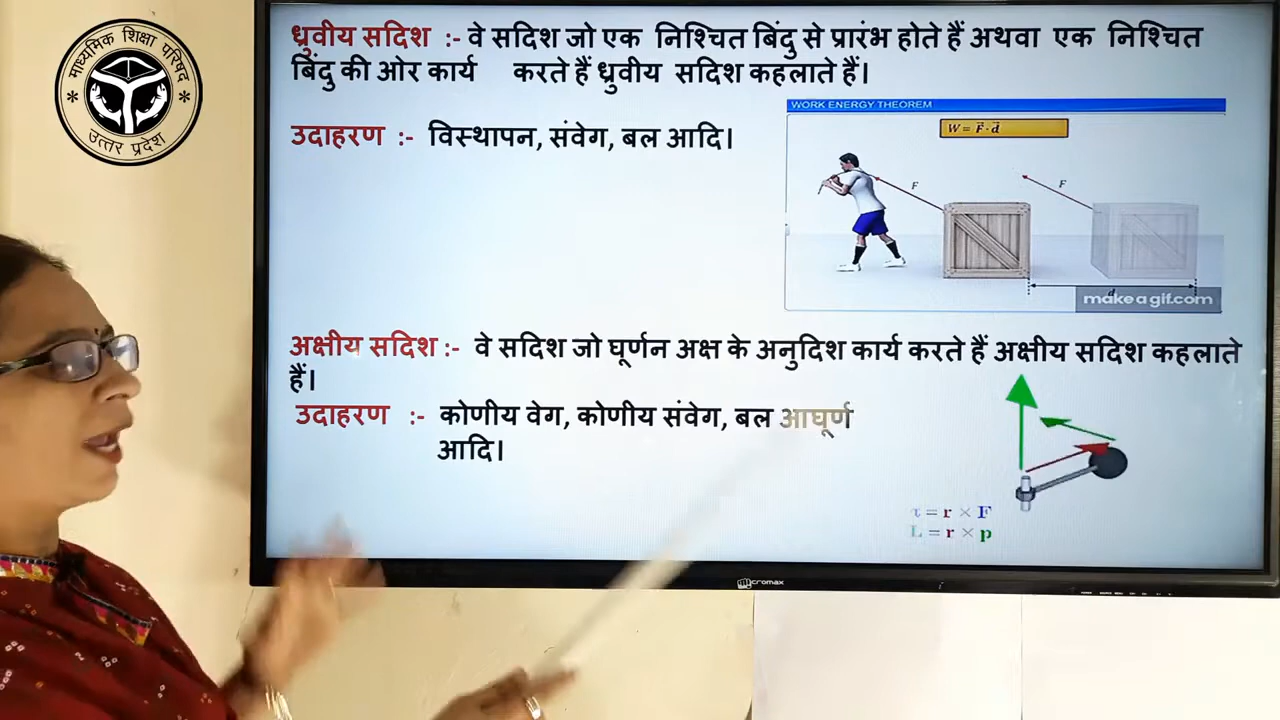 माध्यमिक शिक्षा परिषद
उत्तर प्रदेश
ध्रुवीय सदिश :- वे सदिश जो एक निश्चित बिंदु से प्रारंभ होते हैं अथवा एक निश्चित
बिंदु की ओर कार्य करते हैं ध्रुवीय सदिश कहलाते हैं।
WORK ENERGY THEOREM
W = F⃗ · d⃗
उदाहरण :- विस्थापन, संवेग, बल आदि।
F
F
d
make a gif.com
अक्षीय सदिश :- वे सदिश जो घूर्णन अक्ष के अनुदिश कार्य करते हैं अक्षीय सदिश कहलाते
हैं।
उदाहरण :- कोणीय वेग, कोणीय संवेग, बल आघूर्ण
आदि।
τ = r × F
L = r × p
micromax